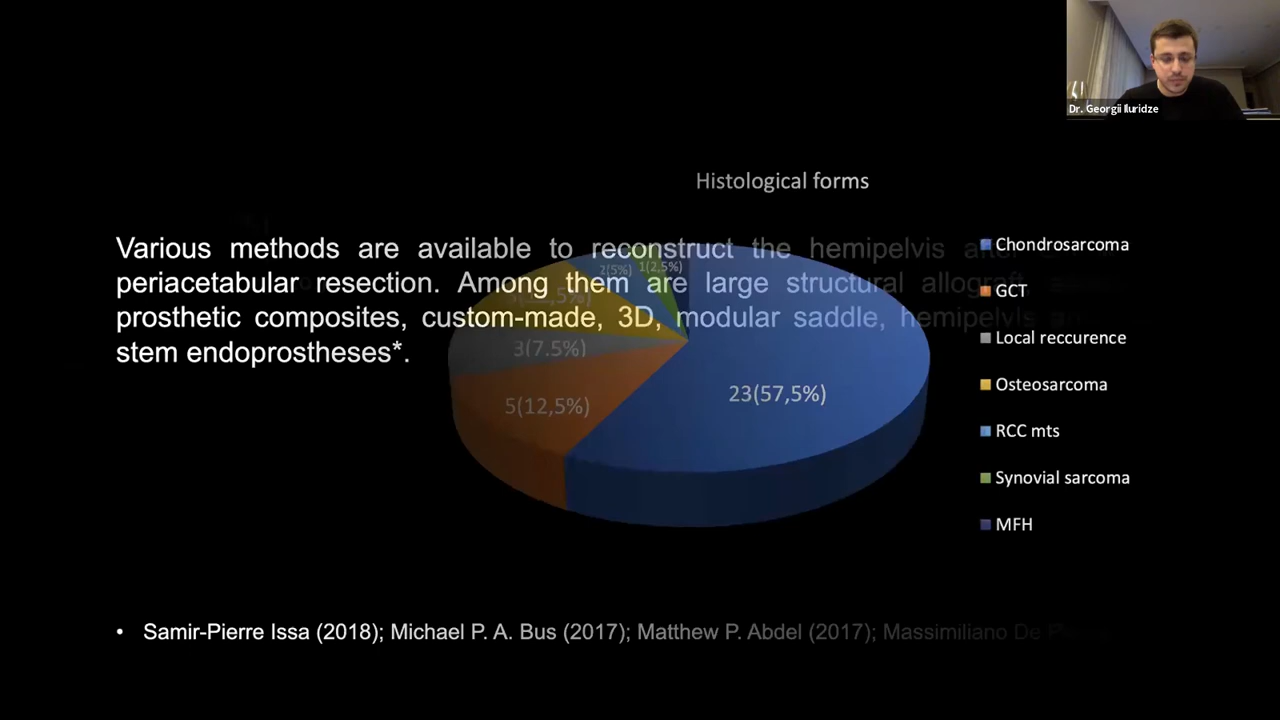 Dr. Georgii Iluridze
Histological forms
Various methods are available to reconstruct the hemipelvis after
periacetabular resection. Among them are large structural
prosthetic composites, custom-made, 3D, modular saddle, hemipelvis
stem endoprostheses*.
2(5%)
1(2,5%)
3(7.5%)
5(12,5%)
23(57,5%)
Chondrosarcoma
GCT
Local reccurence
Osteosarcoma
RCC mts
Synovial sarcoma
MFH
• Samir-Pierre Issa (2018); Michael P. A. Bus (2017); Matthew P. Abdel (2017); Massimiliano De